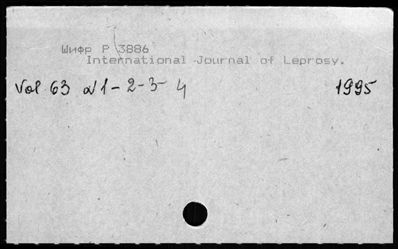 Шифр Р 3886
International Journal of Leprosy.
Vol 63 №1-2-3-4 1995